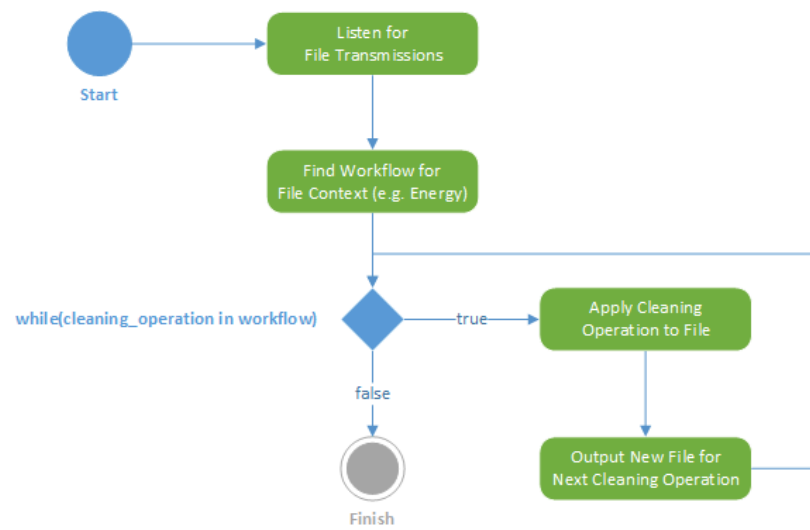 Listen for
File Transmissions
Start
Find Workflow for
File Context (e.g. Energy)
while(cleaning_operation in workflow)
true
Apply Cleaning
Operation to File
false
Output New File for
Next Cleaning Operation
Finish